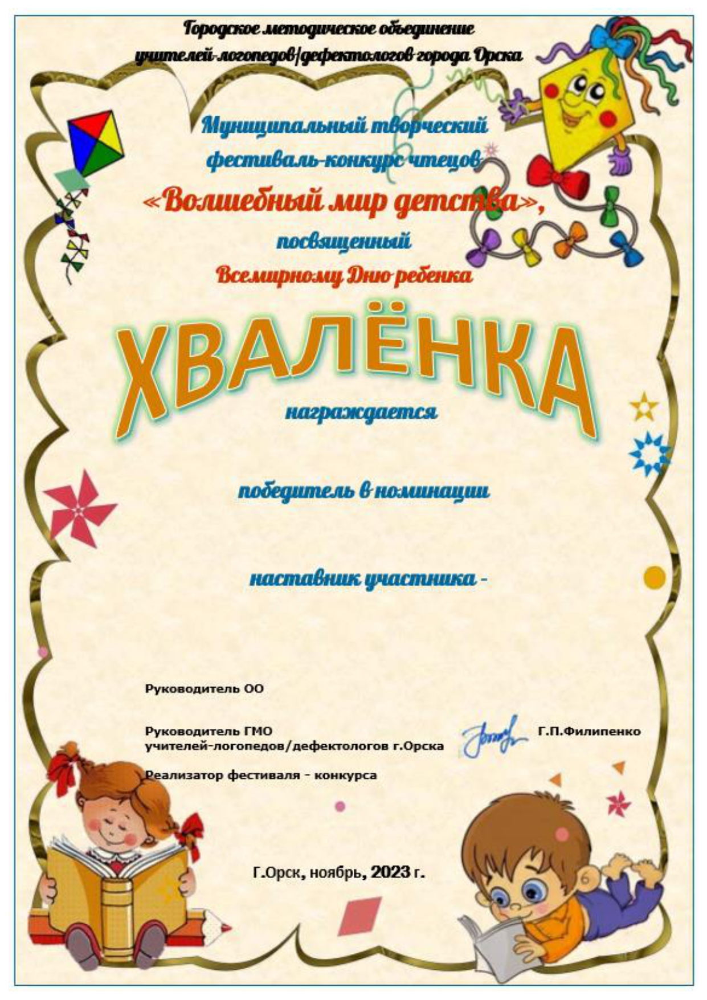 Городское методическое объединение
учителей-логопедов/дефектологов города Орска
Муниципальный творческий
фестиваль-конкурс чтецов
«Волшебный мир детства»,
посвященный
Всемирному Дню ребенка
ХВАЛЁНКА
награждается
победитель в номинации
наставник участника -
Руководитель ОО
Руководитель ГМО
учителей-логопедов/дефектологов г.Орска Г.П.Филипенко
Реализатор фестиваля - конкурса
Г.Орск, ноябрь, 2023 г.